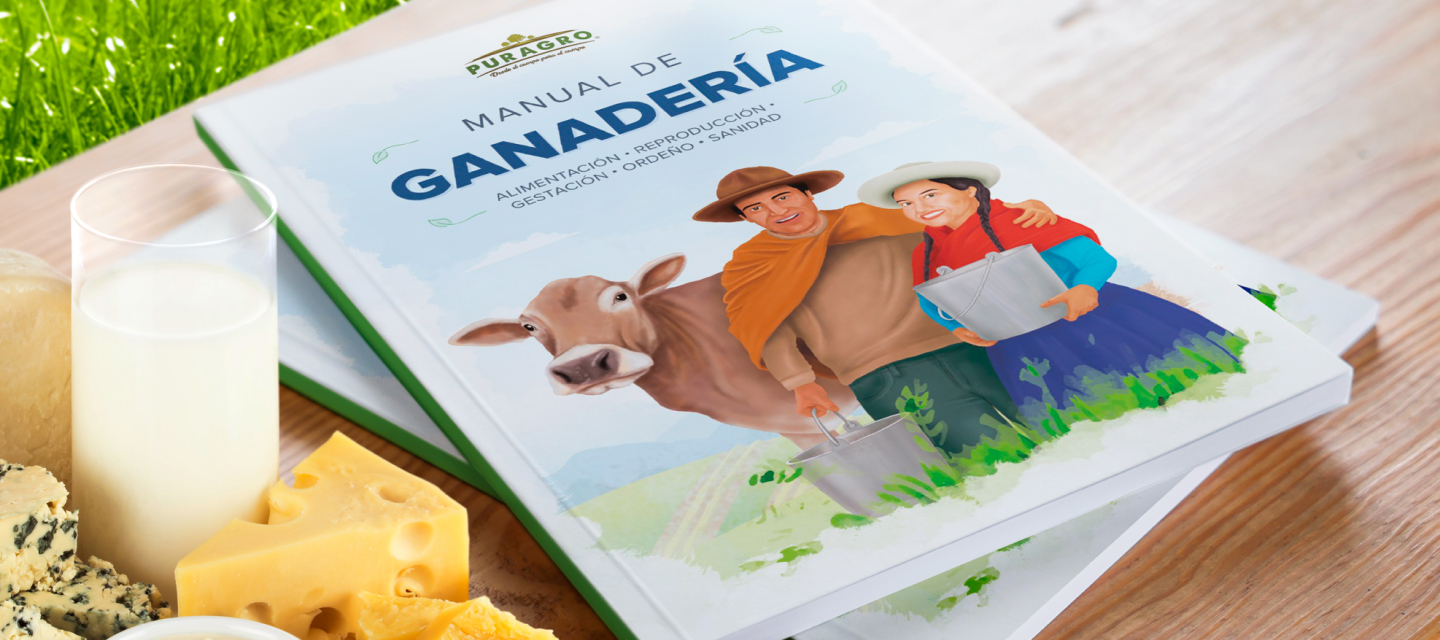 PURAGRO
Desde el campo para el campo
MANUAL DE
GANADERÍA
ALIMENTACIÓN • REPRODUCCIÓN •
GESTACIÓN • ORDEÑO • SANIDAD